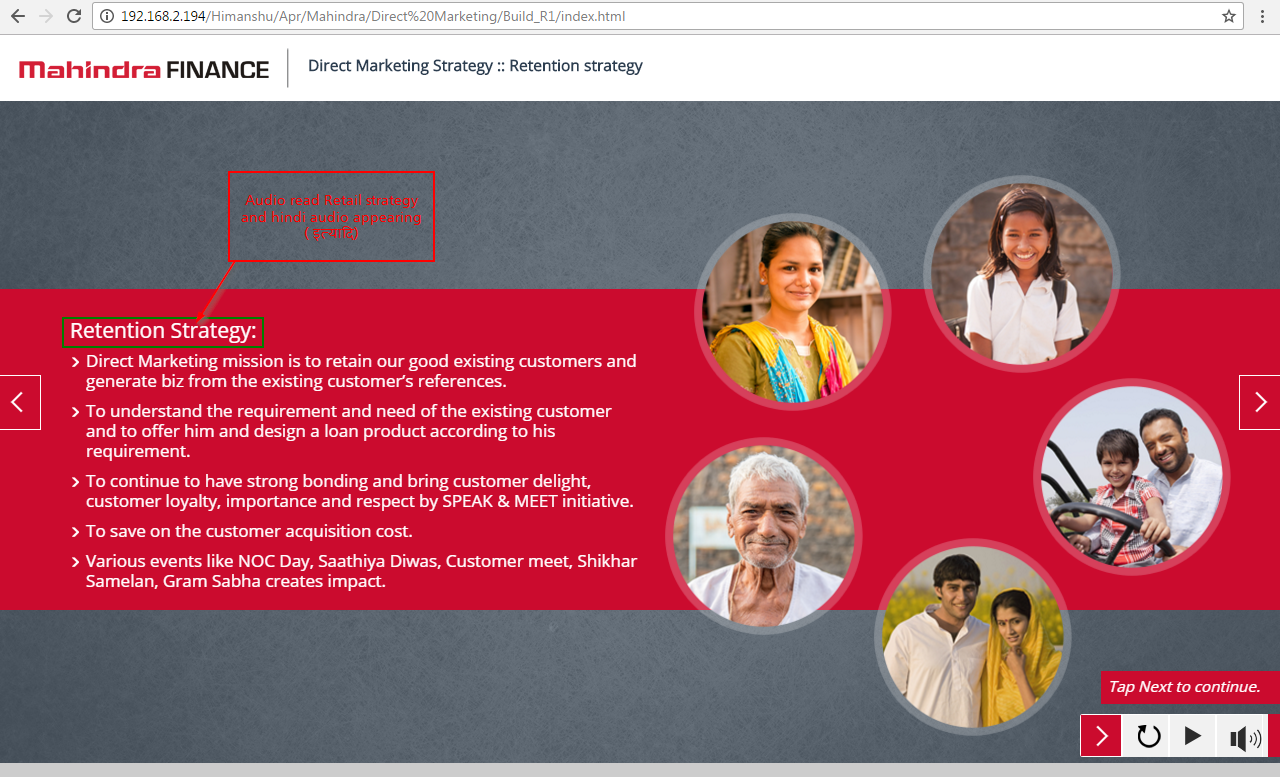 192.168.2.194/Himanshu/Apr/Mahindra/Direct%20Marketing/Build_R1/index.html
Mahindra FINANCE
Direct Marketing Strategy :: Retention strategy
Audio read Retail strategy
and hindi audio appearing
( इत्यादि)
Retention Strategy:
Direct Marketing mission is to retain our good existing customers and
generate biz from the existing customer’s references.
To understand the requirement and need of the existing customer
and to offer him and design a loan product according to his
requirement.
To continue to have strong bonding and bring customer delight,
customer loyalty, importance and respect by SPEAK & MEET initiative.
To save on the customer acquisition cost.
Various events like NOC Day, Saathiya Diwas, Customer meet, Shikhar
Samelan, Gram Sabha creates impact.
Tap Next to continue.